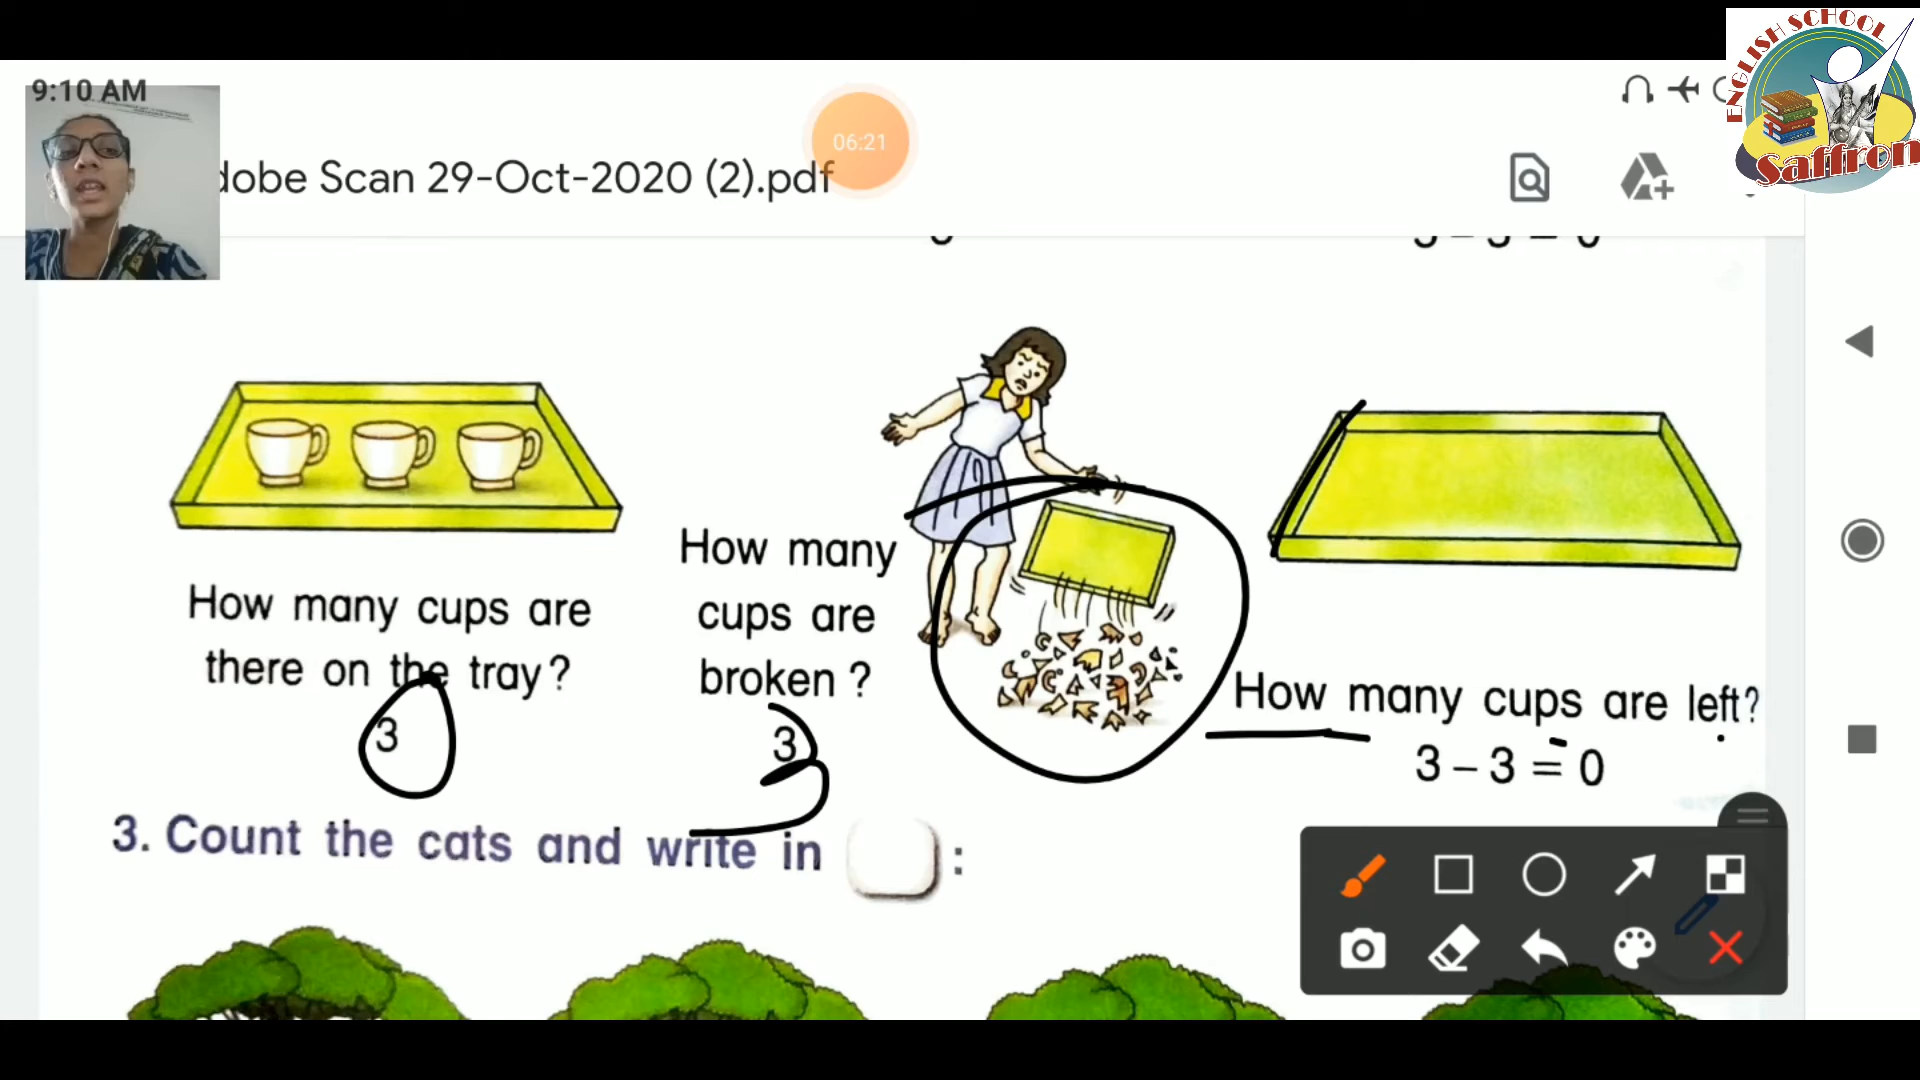 9:10 AM
ENGLISH SCHOOL
Saffron
06:21
dobe Scan 29-Oct-2020 (2).pdf
How many cups are
there on the tray?
3
How many
cups are
broken ?
3
How many cups are left?
3 – 3 = 0
3. Count the cats and write in :